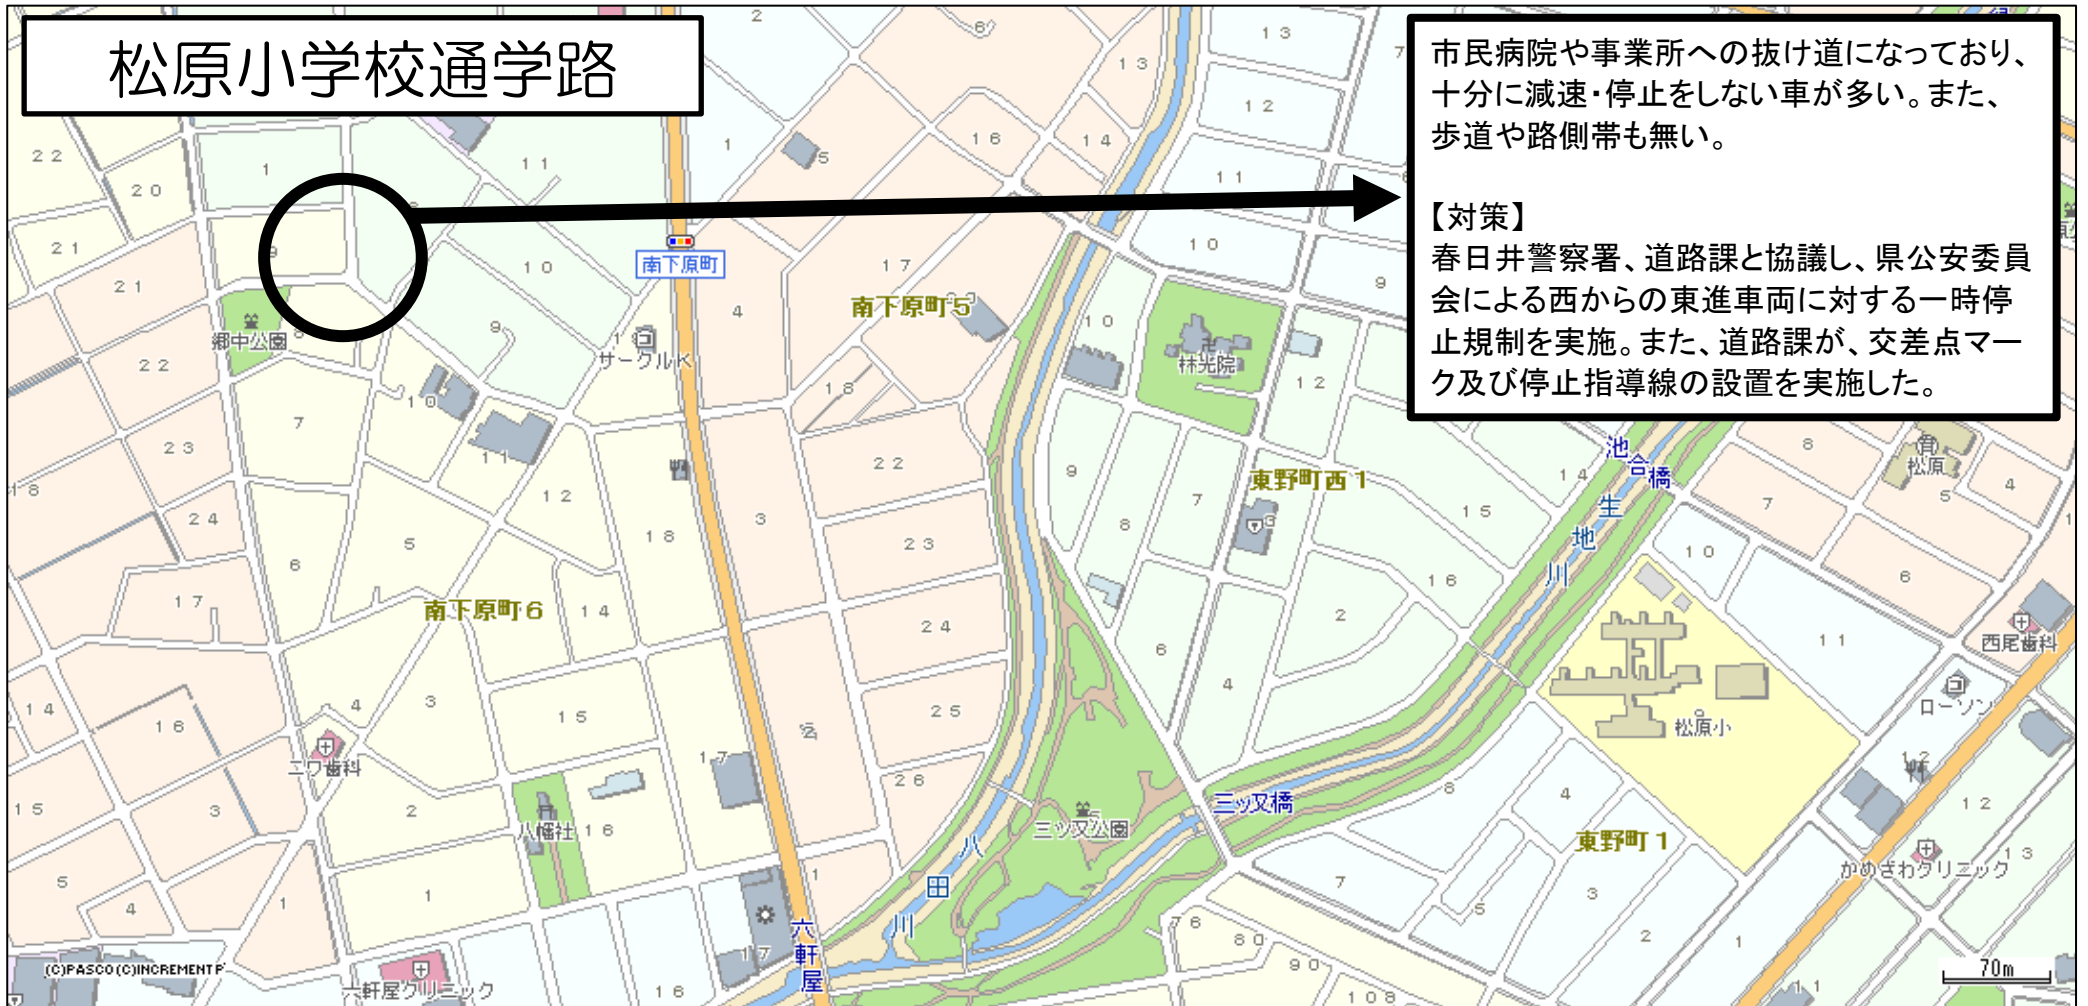 松原小学校通学路
市民病院や事業所への抜け道になっており、
十分に減速・停止をしない車が多い。また、
歩道や路側帯も無い。
【対策】
春日井警察署、道路課と協議し、県公安委員
会による西からの東進車両に対する一時停
止規制を実施。また、道路課が、交差点マー
ク及び停止指導線の設置を実施した。
南下原町
南下原町5
郷中公園
サークルK
林光院
東野町西1
池合橋
松原
生地川
南下原町6
西尾歯科
ローソン
松原小
ニワ歯科
八幡社
三ツ又公園
三ツ又橋
東野町1
かめざわクリニック
八田川
六軒屋
六軒屋クリニック
(C)PASCO(C)INCREMENT P
70m